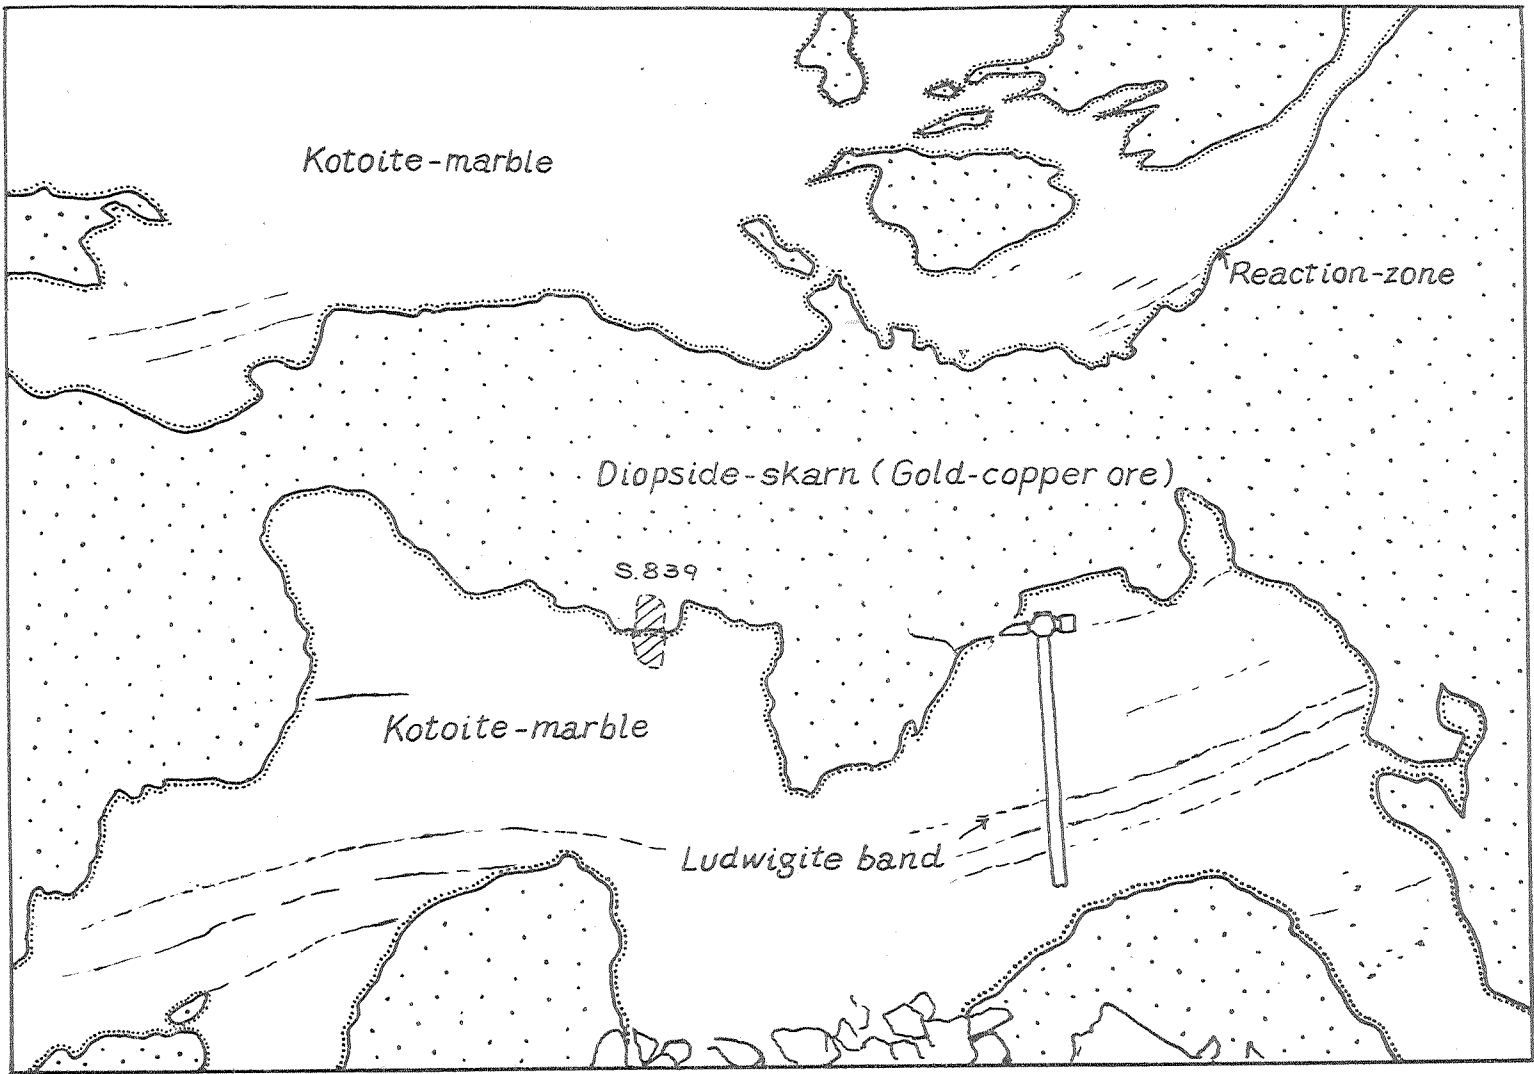 Kotoite-marble
Reaction-zone
Diopside-skarn (Gold-copper ore)
S.839
Kotoite-marble
Ludwigite band